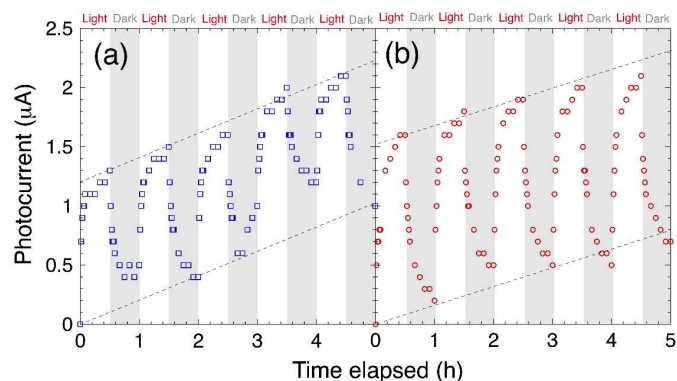 Light Dark Light Dark Light Dark Light Dark Light Dark Light Dark Light Dark Light Dark Light Dark Light Dark
(a) (b)
2.5
2
1.5
1
0.5
0
0 1 2 3 4 0 1 2 3 4 5
Photocurrent (μA)
Time elapsed (h)